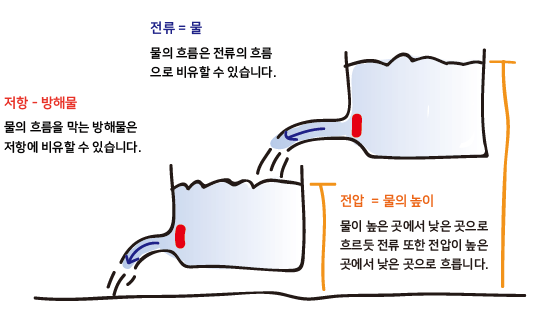 전류 = 물
물의 흐름은 전류의 흐름
으로 비유할 수 있습니다.
저항 - 방해물
물의 흐름을 막는 방해물은
저항에 비유할 수 있습니다.
전압 = 물의 높이
물이 높은 곳에서 낮은 곳으로
흐르듯 전류 또한 전압이 높은
곳에서 낮은 곳으로 흐릅니다.